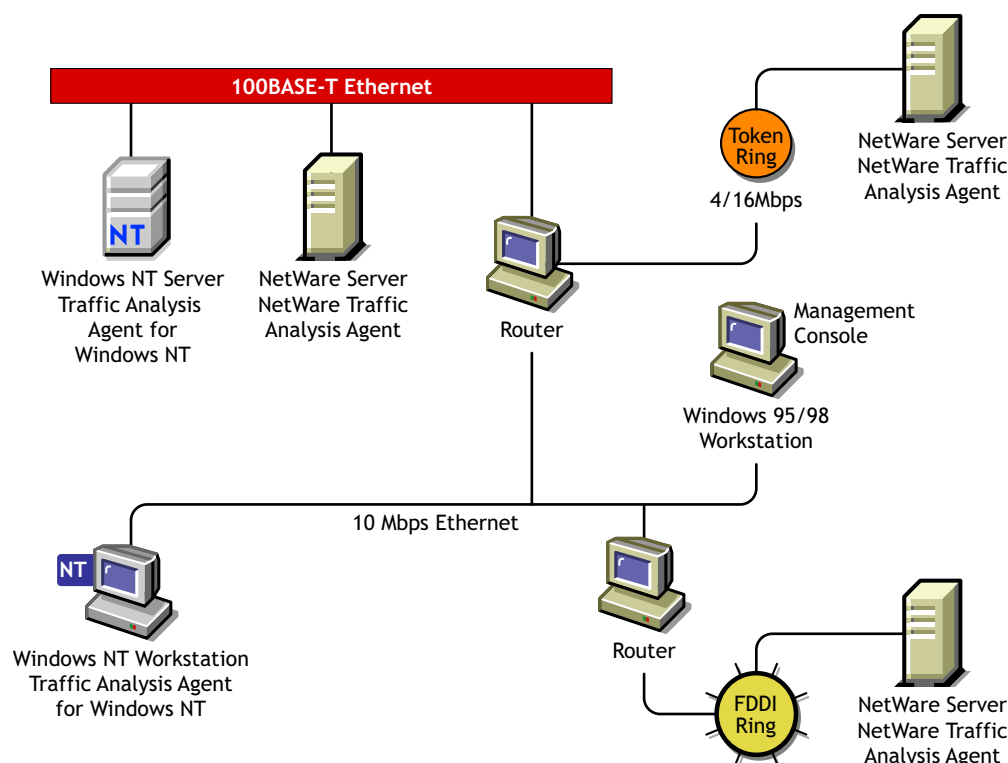 100BASE-T Ethernet
Token
Ring
4/16Mbps
NetWare Server
NetWare Traffic
Analysis Agent
NT
Windows NT Server
Traffic Analysis
Agent for
Windows NT
NetWare Server
NetWare Traffic
Analysis Agent
Router
Management
Console
Windows 95/98
Workstation
10 Mbps Ethernet
NT
Windows NT Workstation
Traffic Analysis Agent
for Windows NT
Router
FDDI
Ring
NetWare Server
NetWare Traffic
Analysis Agent